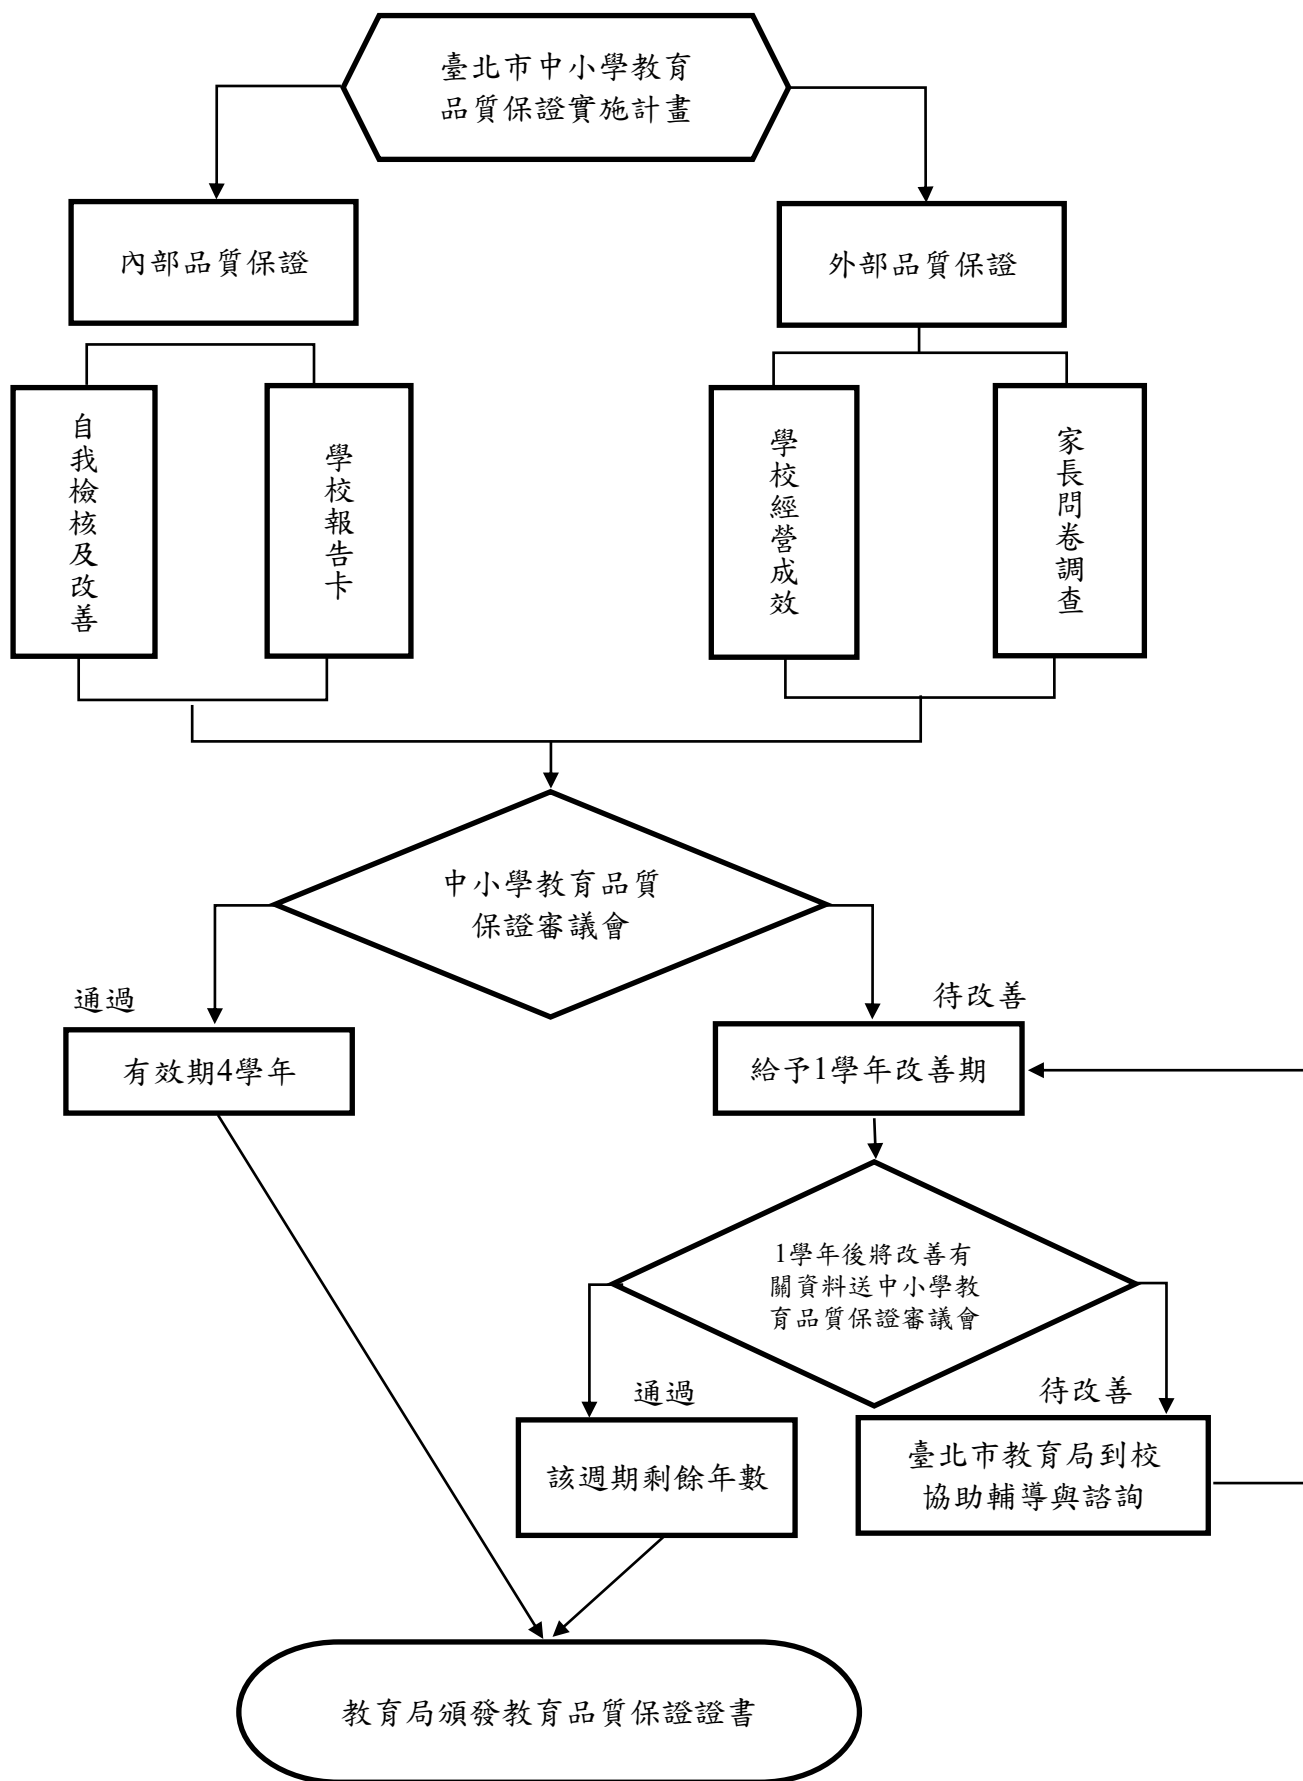 臺北市中小學教育
品質保證實施計畫
內部品質保證
外部品質保證
自我檢核及改善
學校報告卡
學校經營成效
家長問卷調查
中小學教育品質
保證審議會
通過
待改善
有效期4學年
給予1學年改善期
1學年後將改善有
關資料送中小學教
育品質保證審議會
通過
待改善
該週期剩餘年數
臺北市教育局到校
協助輔導與諮詢
教育局頒發教育品質保證證書